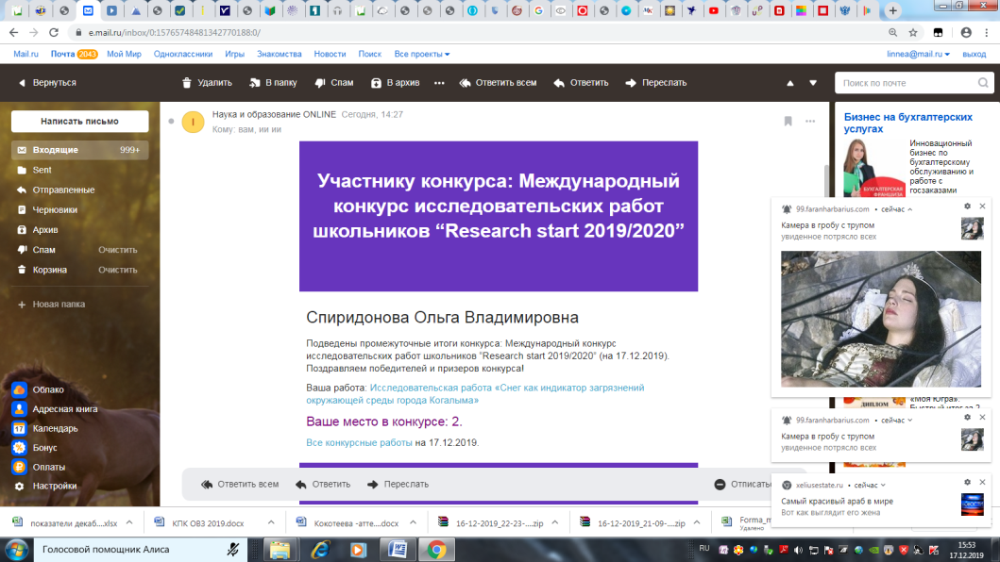 e.mail.ru/inbox/0:15765748481342770188:0/
Mail.ru Почта 2043 Мой Мир Одноклассники Игры Знакомства Новости Поиск Все проекты linnea@mail.ru выход
Вернуться Удалить В папку Спам В архив Ответить всем Ответить Переслать Поиск по почте
Написать письмо
Входящие 999+
Sent
Отправленные
Черновики
Архив
Спам Очистить
Корзина Очистить
Новая папка
Облако
Адресная книга
17 Календарь
Бонус
Оплаты
Настройки
Наука и образование ONLINE Сегодня, 14:27
Кому: вам, ии ии
Участнику конкурса: Международный
конкурс исследовательских работ
школьников “Research start 2019/2020”
Спиридонова Ольга Владимировна
Подведены промежуточные итоги конкурса: Международный конкурс
исследовательских работ школьников "Research start 2019/2020" (на 17.12.2019).
Поздравляем победителей и призеров конкурса!
Ваша работа: Исследовательская работа «Снег как индикатор загрязнений
окружающей среды города Когалыма»
Ваше место в конкурсе: 2.
Все конкурсные работы на 17.12.2019.
Ответить всем Ответить Переслать Отписать
Бизнес на бухгалтерских
услугах
Инновационный
бизнес по
бухгалтерскому
обслуживанию и
работе с
госзаказами
БУХГАЛТЕРСКАЯ
ФРАНШИЗА
99.faranharbarius.com • сейчас
Камера в гробу с трупом
увиденное потрясло всех
ДИПЛОМ
«Моя Югра».
99.faranharbarius.com • сейчас
Камера в гробу с трупом
увиденное потрясло всех
xeliusestate.ru • сейчас
Самый красивый араб в мире
Вот как выглядит его жена
показатели декаб....xlsx
КПК ОВЗ 2019.docx
Кокотеева -атте....docx
16-12-2019_22-23-....zip
16-12-2019_21-09-....zip
Forma_m
Удалено
Голосовой помощник Алиса
RU
15:53
17.12.2019